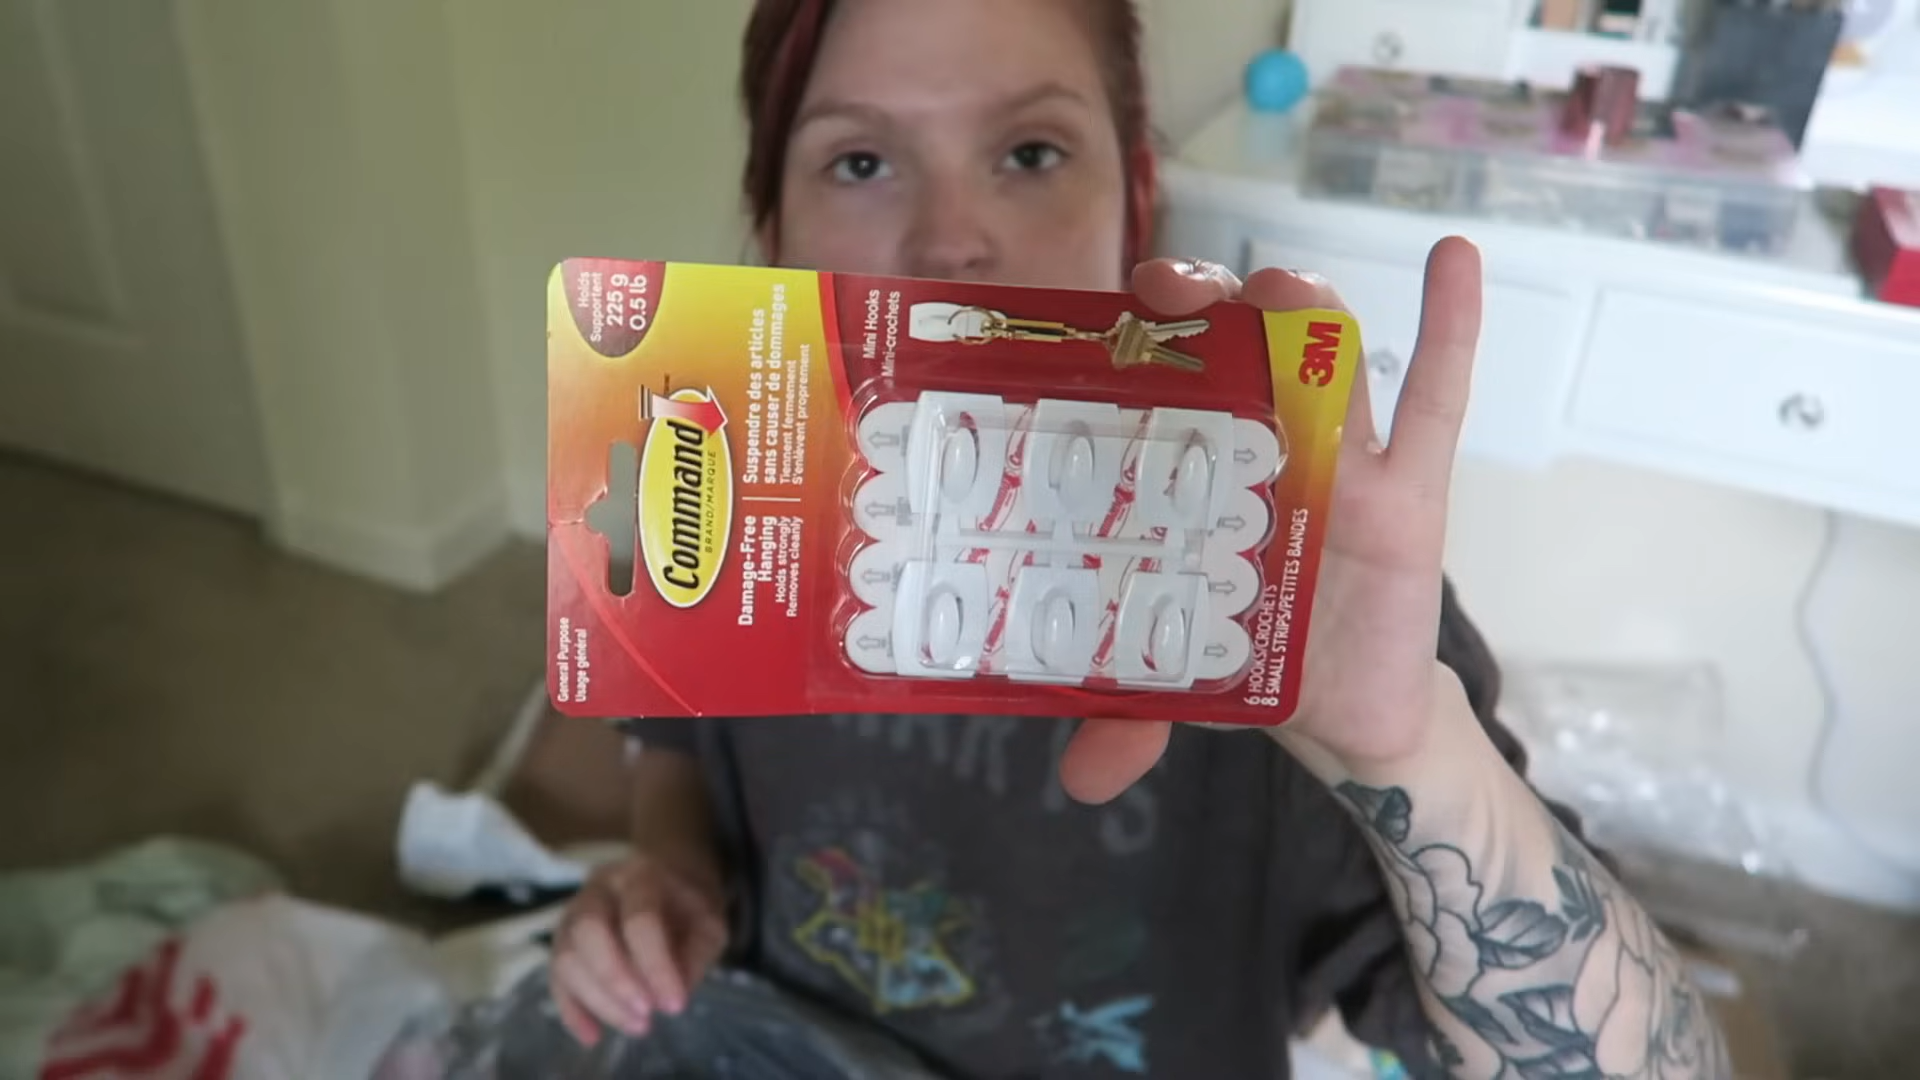 Holds
Supportent
225 g
0.5 lb
Command
BRAND/MARQUE
Damage-Free
Hanging
Holds strongly
Removes cleanly
Suspendre des articles
sans causer de dommages
Tiennent fermement
S'enlèvent proprement
General Purpose
Usage général
Mini Hooks
Mini-crochets
3M
6 HOOKS/CROCHETS
8 SMALL STRIPS/PETITES BANDES